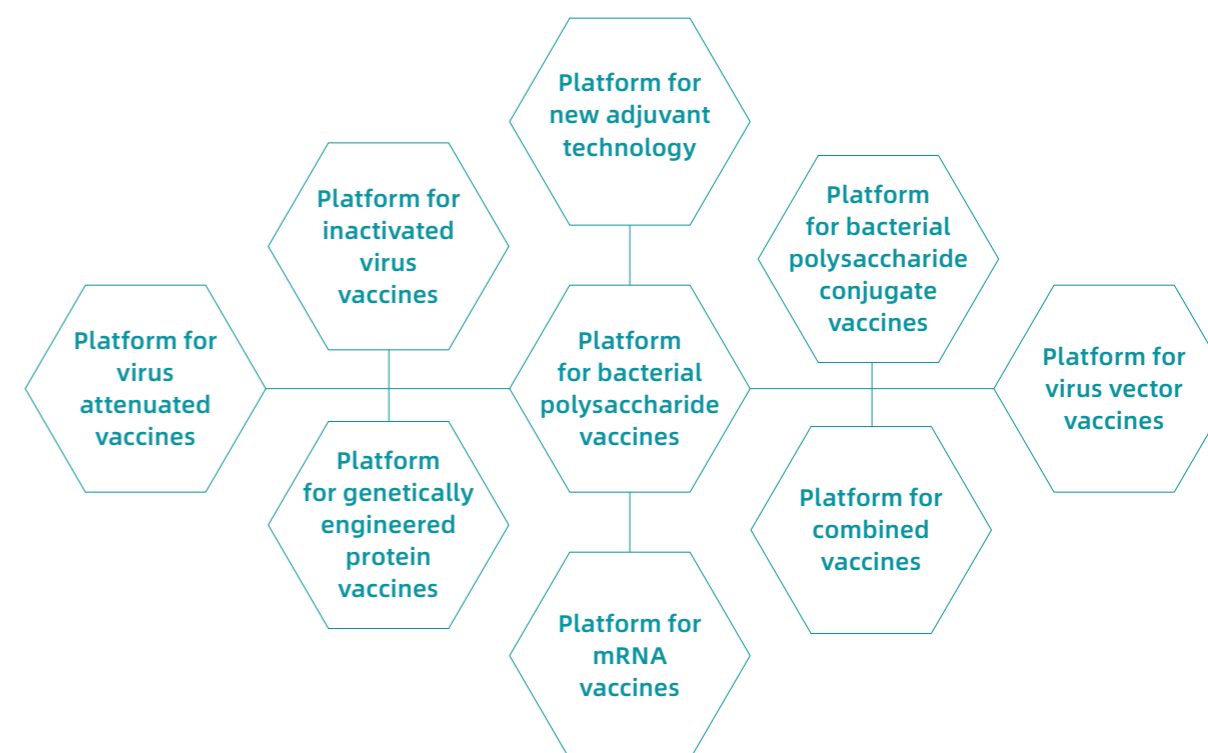 Platform for
new adjuvant
technology
Platform for
inactivated
virus
vaccines
Platform
for bacterial
polysaccharide
conjugate
vaccines
Platform for
virus
attenuated
vaccines
Platform
for bacterial
polysaccharide
vaccines
Platform for
virus vector
vaccines
Platform
for genetically
engineered
protein
vaccines
Platform for
combined
vaccines
Platform for
mRNA
vaccines